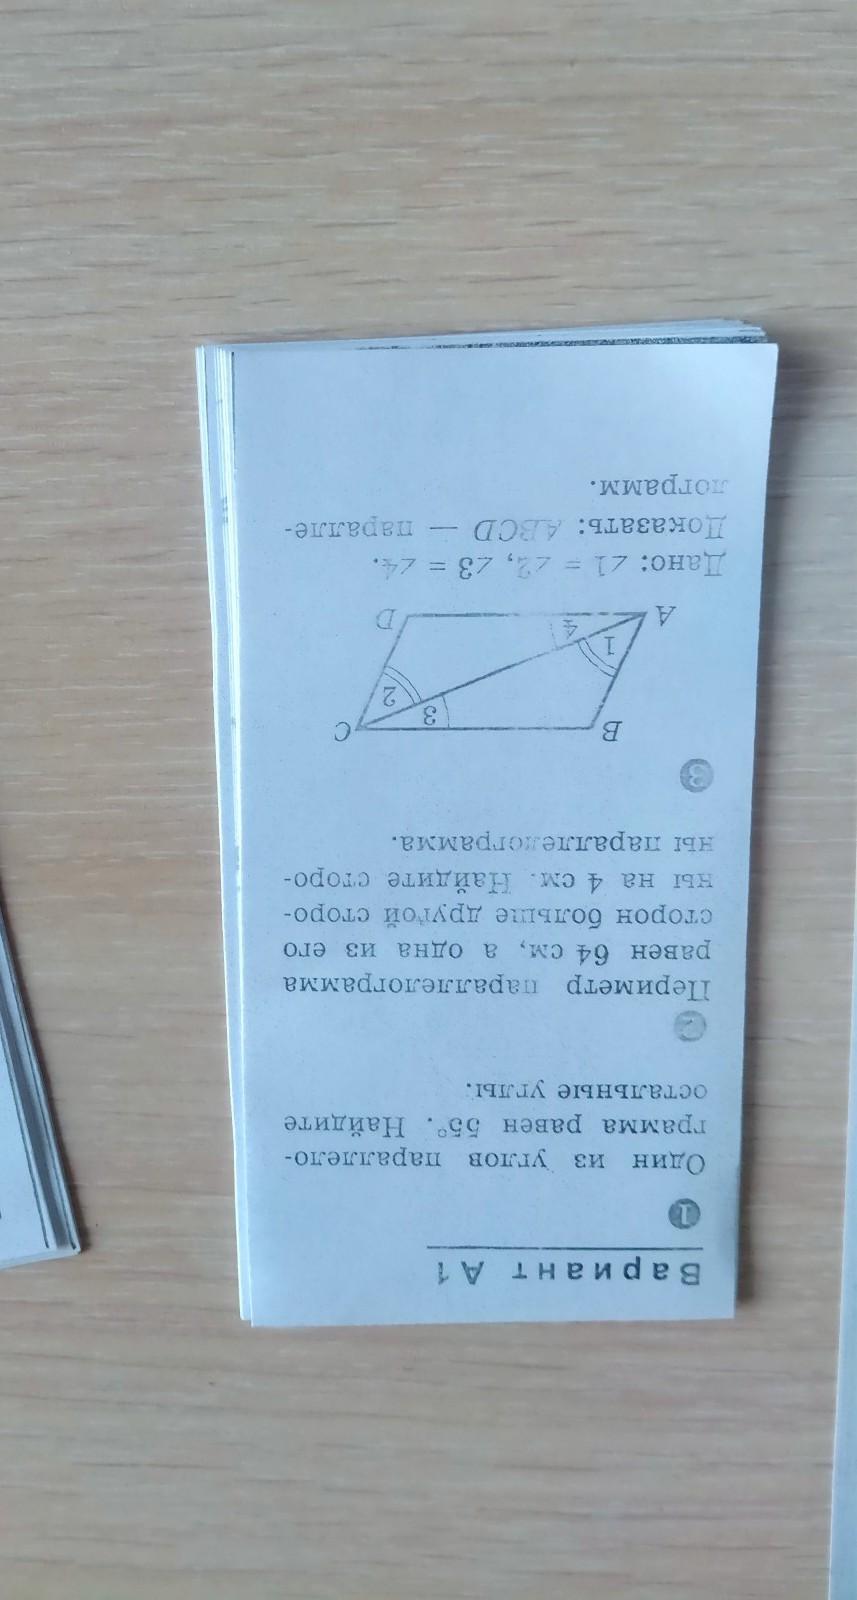 Вариант А1
1
Один из углов параллело-
грамма равен 55°. Найдите
остальные углы.
2
Периметр параллелограмма
равен 64 см, а одна из его
сторон больше другой сторо-
ны на 4 см. Найдите сторо-
ны параллелограмма.
3
B C
3 2
1 4
A D
Дано: ∠1 = ∠2, ∠3 = ∠4.
Доказать: ABCD — паралле-
лограмм.